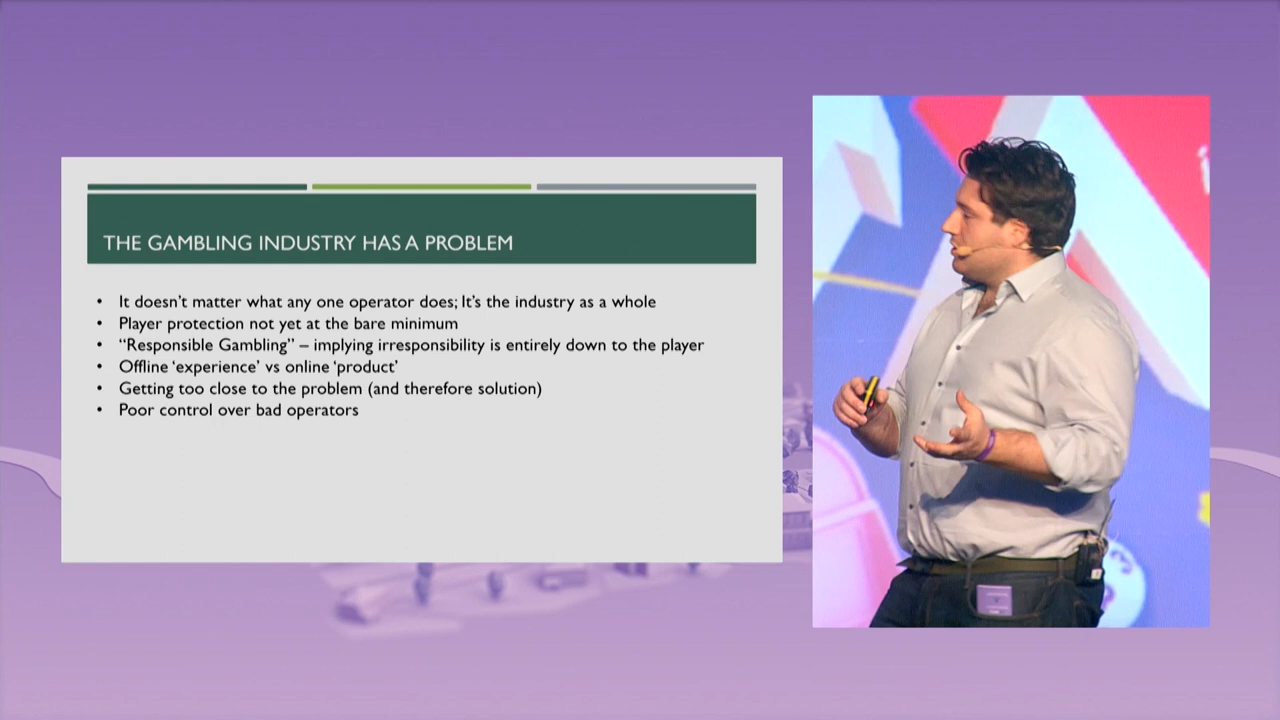 THE GAMBLING INDUSTRY HAS A PROBLEM
• It doesn't matter what any one operator does; It's the industry as a whole
• Player protection not yet at the bare minimum
• “Responsible Gambling” – implying irresponsibility is entirely down to the player
• Offline ‘experience’ vs online ‘product’
• Getting too close to the problem (and therefore solution)
• Poor control over bad operators